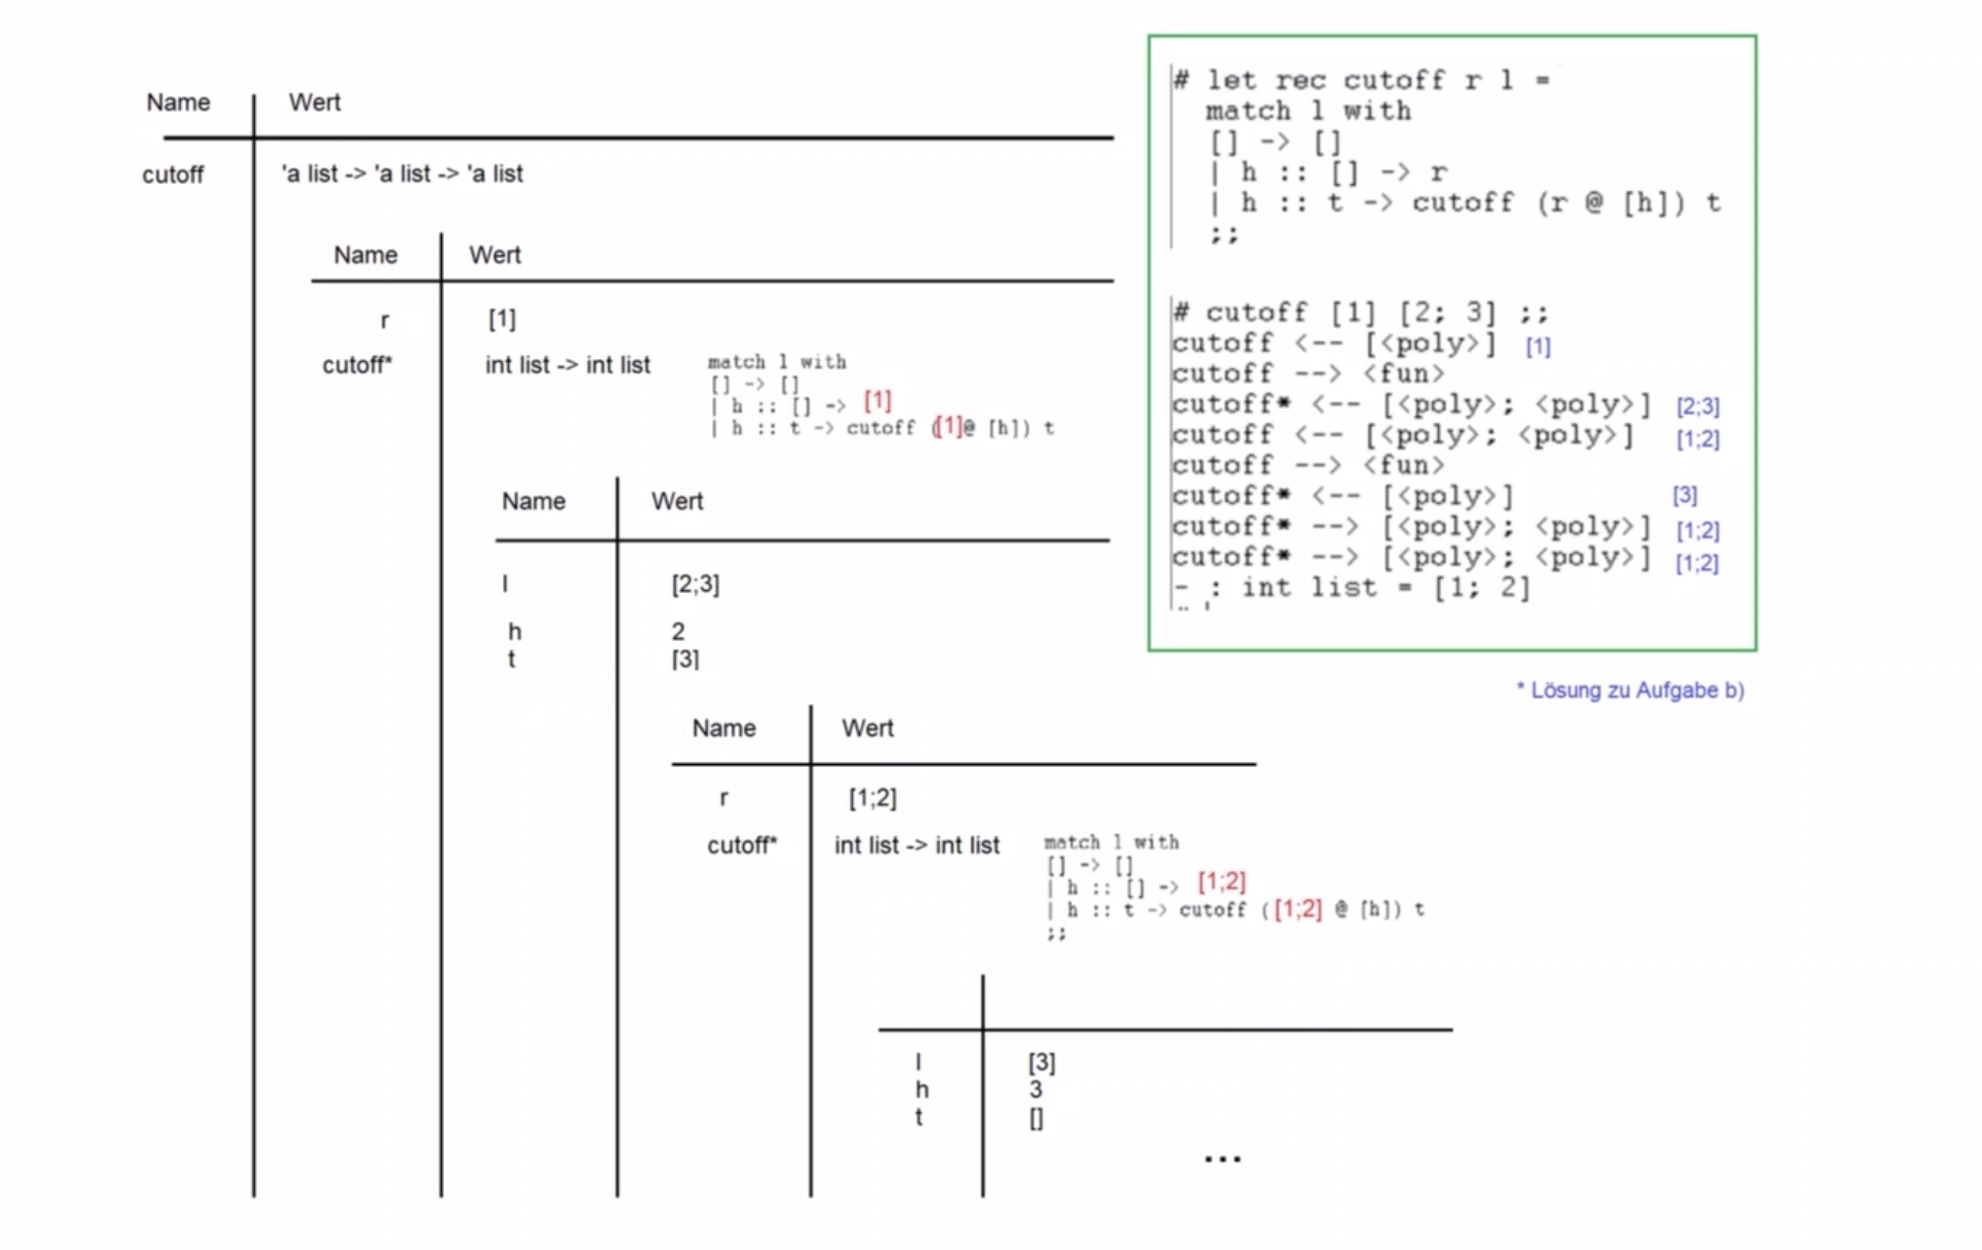 Name Wert
cutoff 'a list -> 'a list -> 'a list
Name Wert
r [1]
cutoff* int list -> int list
match l with
[] -> []
| h :: [] -> [1]
| h :: t -> cutoff ([1]@ [h]) t
Name Wert
l [2;3]
h 2
t [3]
Name Wert
r [1;2]
cutoff* int list -> int list
match l with
[] -> []
| h :: [] -> [1;2]
| h :: t -> cutoff ([1;2] @ [h]) t
;;
l [3]
h 3
t []
...
# let rec cutoff r l =
match l with
[] -> []
| h :: [] -> r
| h :: t -> cutoff (r @ [h]) t
;;
# cutoff [1] [2; 3] ;;
cutoff <-- [<poly>] [1]
cutoff --> <fun>
cutoff* <-- [<poly>; <poly>] [2;3]
cutoff <-- [<poly>; <poly>] [1;2]
cutoff --> <fun>
cutoff* <-- [<poly>] [3]
cutoff* --> [<poly>; <poly>] [1;2]
cutoff* --> [<poly>; <poly>] [1;2]
- : int list = [1; 2]
* Lösung zu Aufgabe b)